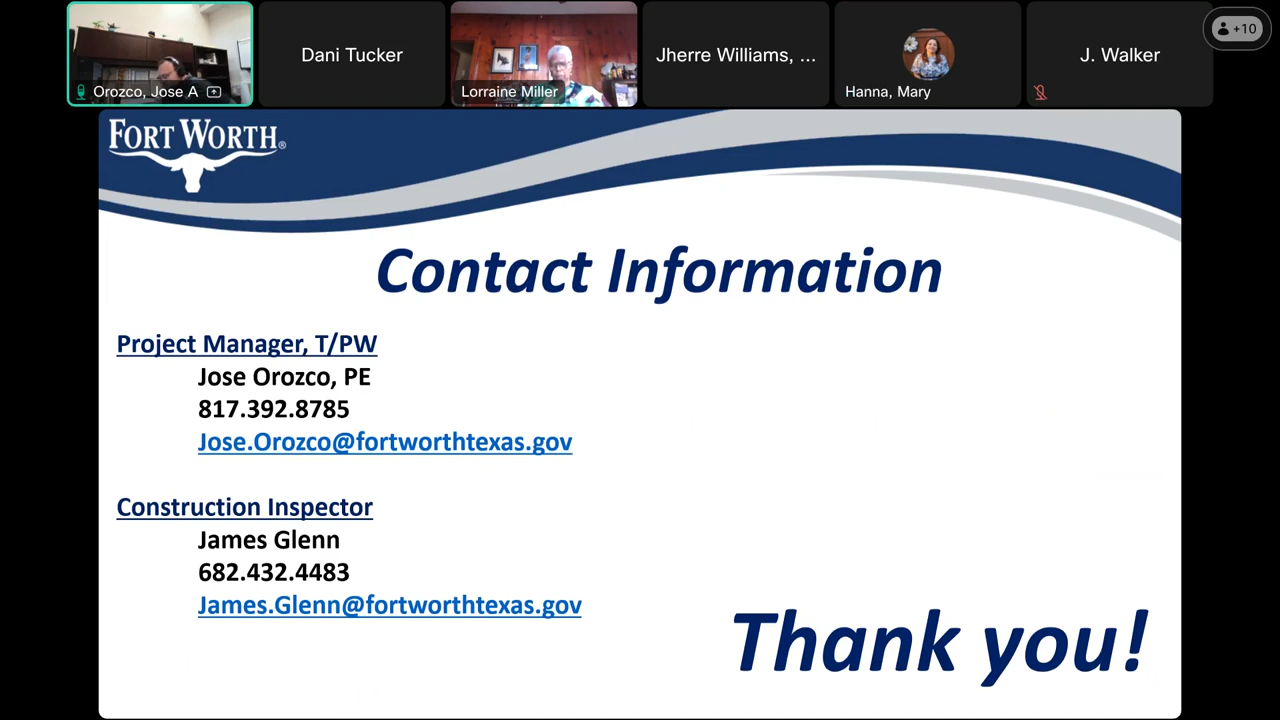 Orozco, Jose A
Dani Tucker
Lorraine Miller
Jherre Williams, ...
Hanna, Mary
J. Walker
+10
FORT WORTH®
Contact Information
Project Manager, T/PW
Jose Orozco, PE
817.392.8785
Jose.Orozco@fortworthtexas.gov
Construction Inspector
James Glenn
682.432.4483
James.Glenn@fortworthtexas.gov
Thank you!